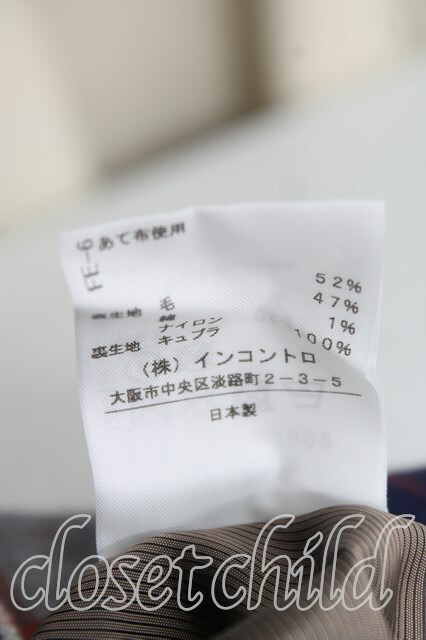 FE-6
あて布使用
表生地 毛 52%
綿 47%
ナイロン 1%
裏生地 キュプラ 100%
(株) インコントロ
大阪市中央区淡路町2-3-5
日本製
closet child